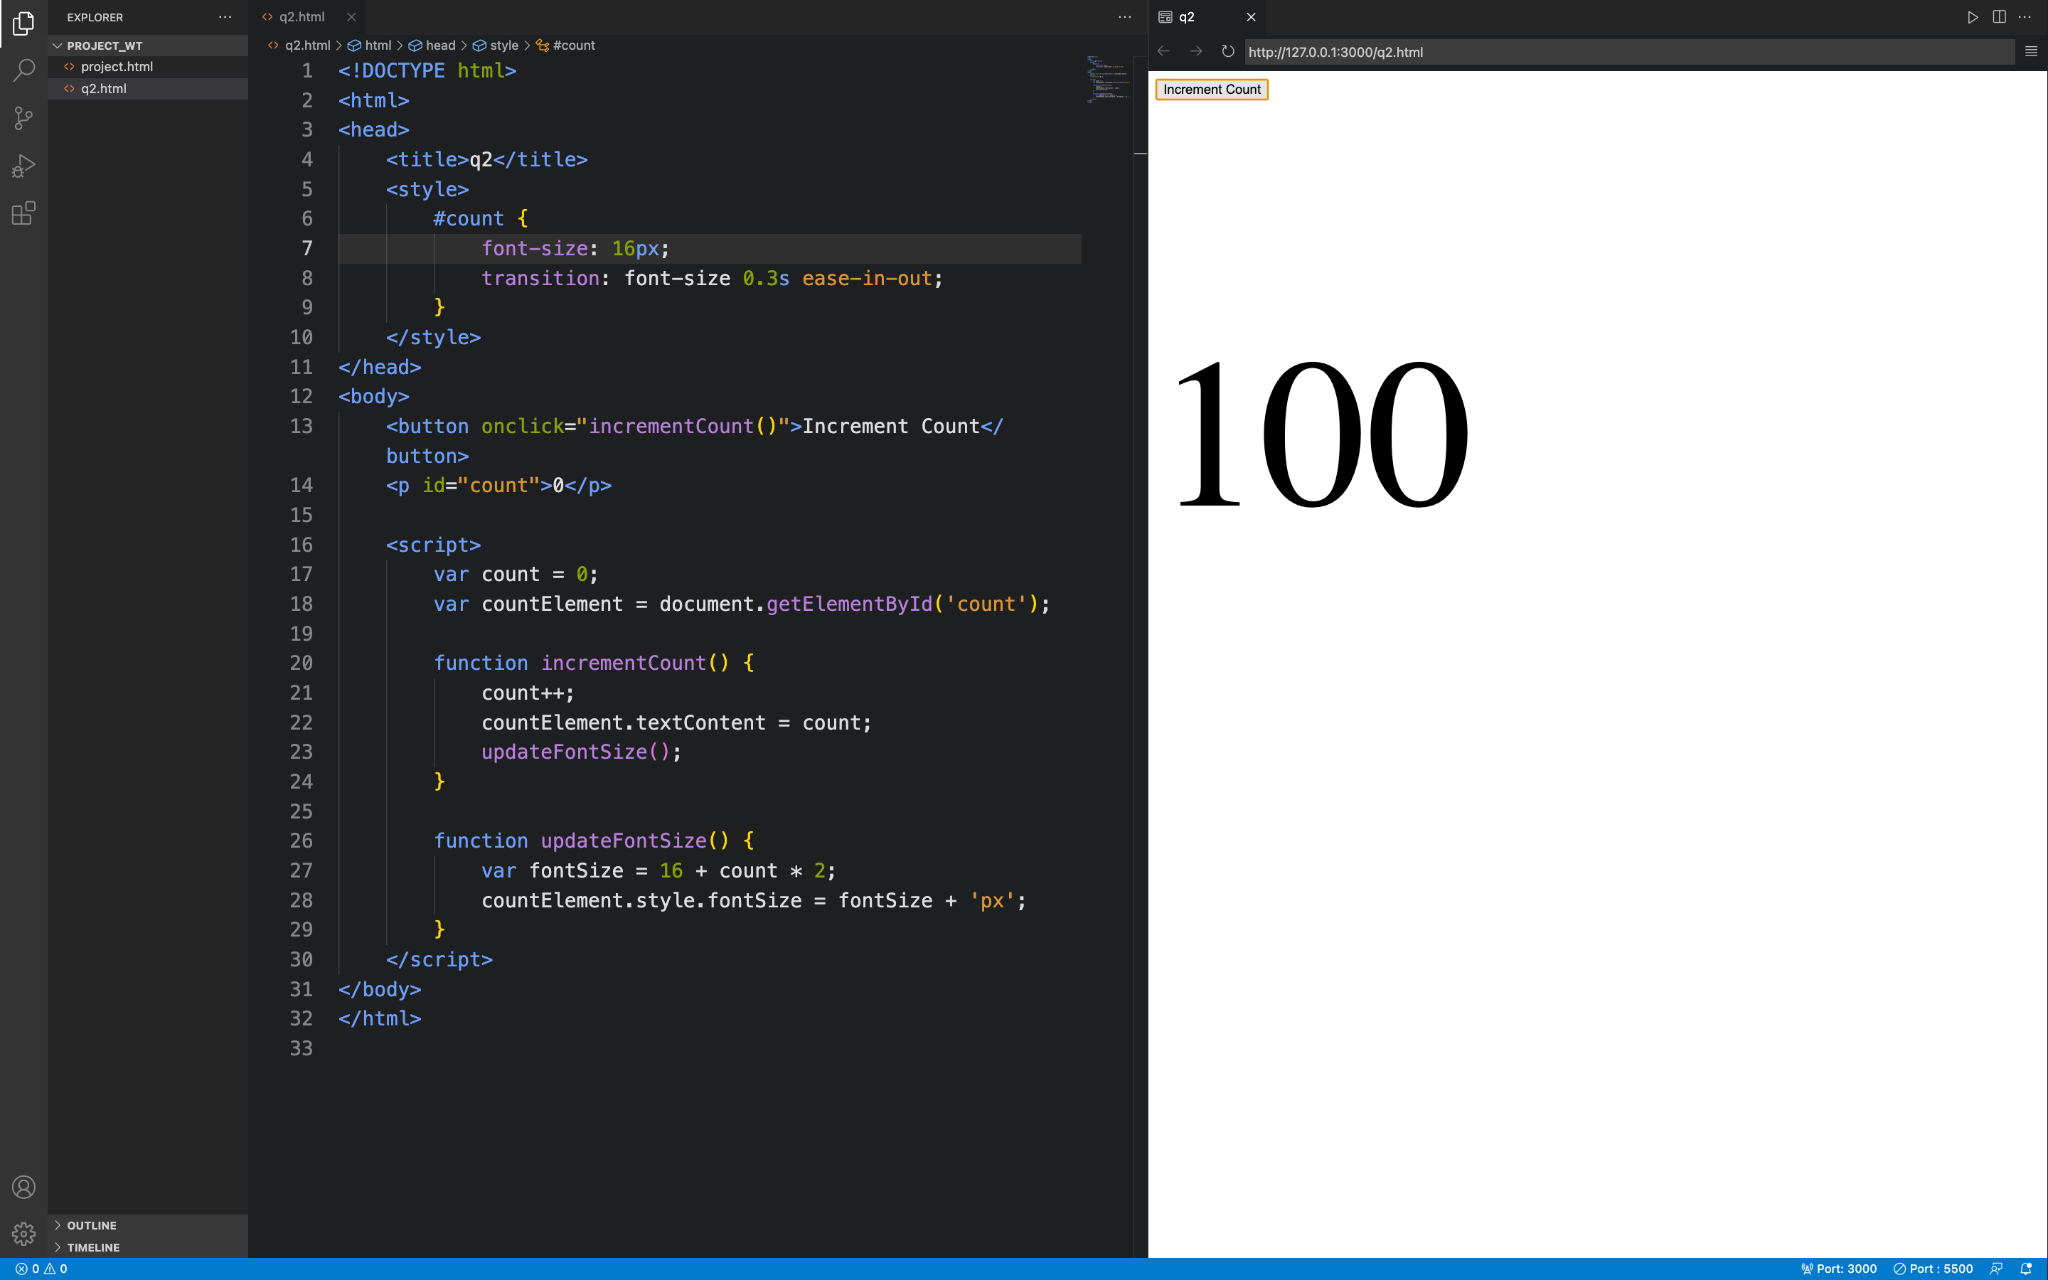 EXPLORER
PROJECT_WT
project.html
q2.html
OUTLINE
TIMELINE
q2.html
q2.html > html > head > style > #count
1 <!DOCTYPE html>
2 <html>
3 <head>
4     <title>q2</title>
5     <style>
6         #count {
7             font-size: 16px;
8             transition: font-size 0.3s ease-in-out;
9         }
10     </style>
11 </head>
12 <body>
13     <button onclick="incrementCount()">Increment Count</
    button>
14     <p id="count">0</p>
15
16     <script>
17         var count = 0;
18         var countElement = document.getElementById('count');
19
20         function incrementCount() {
21             count++;
22             countElement.textContent = count;
23             updateFontSize();
24         }
25
26         function updateFontSize() {
27             var fontSize = 16 + count * 2;
28             countElement.style.fontSize = fontSize + 'px';
29         }
30     </script>
31 </body>
32 </html>
33
q2
http://127.0.0.1:3000/q2.html
Increment Count
100
0 0
Port: 3000 Port : 5500